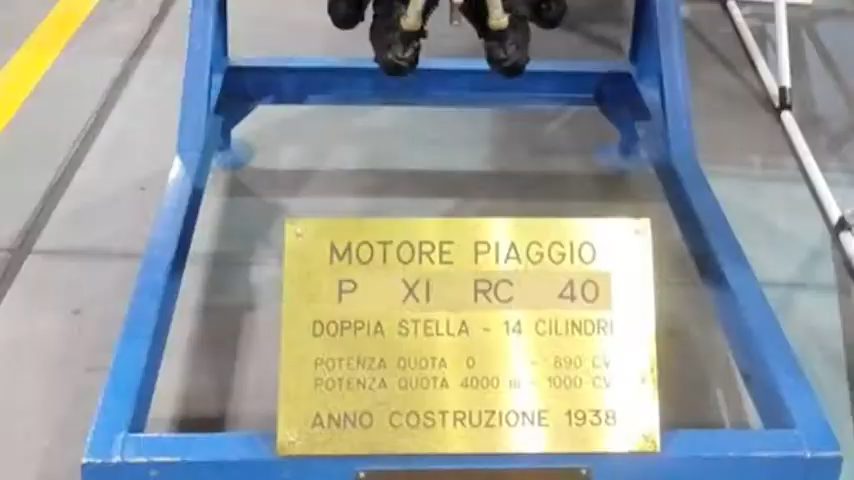 MOTORE PIAGGIO
P XI RC 40
DOPPIA STELLA - 14 CILINDRI
POTENZA QUOTA 0 - 890 CV
POTENZA QUOTA 4000 m - 1000 CV
ANNO COSTRUZIONE 1938